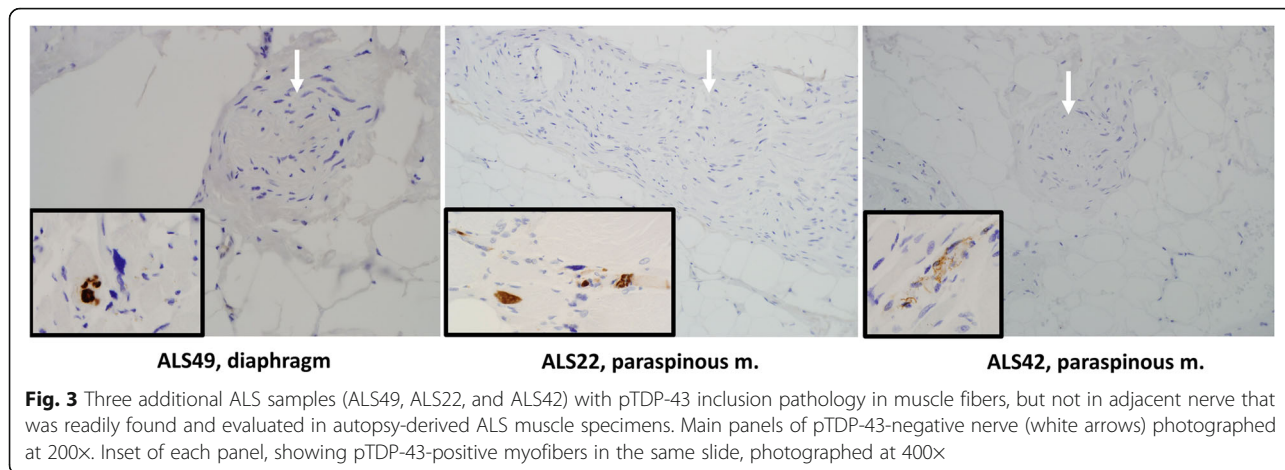 ALS49, diaphragm
ALS22, paraspinous m.
ALS42, paraspinous m.
Fig. 3 Three additional ALS samples (ALS49, ALS22, and ALS42) with pTDP-43 inclusion pathology in muscle fibers, but not in adjacent nerve that
was readily found and evaluated in autopsy-derived ALS muscle specimens. Main panels of pTDP-43-negative nerve (white arrows) photographed
at 200×. Inset of each panel, showing pTDP-43-positive myofibers in the same slide, photographed at 400×